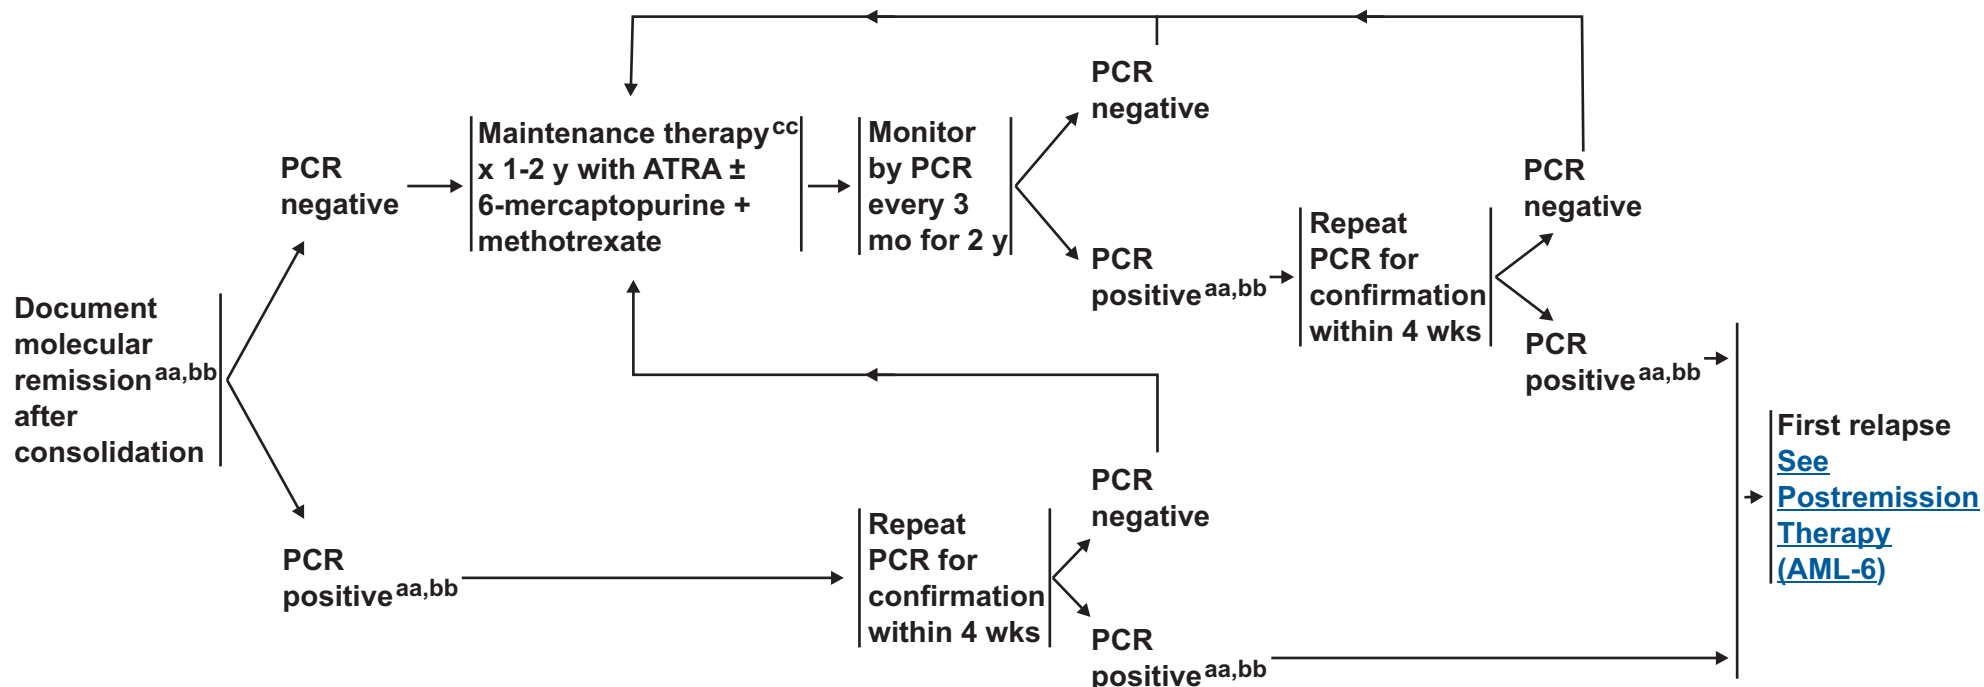 Document
molecular
remission aa,bb
after
consolidation
PCR
negative
PCR
positive aa,bb
Maintenance therapy cc
x 1-2 y with ATRA ±
6-mercaptopurine +
methotrexate
Monitor
by PCR
every 3
mo for 2 y
PCR
negative
PCR
positive aa,bb
Repeat
PCR for
confirmation
within 4 wks
PCR
negative
PCR
positive aa,bb
Repeat
PCR for
confirmation
within 4 wks
PCR
negative
PCR
positive aa,bb
First relapse
See
Postremission
Therapy
(AML-6)